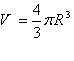 V = 4/3 πR³